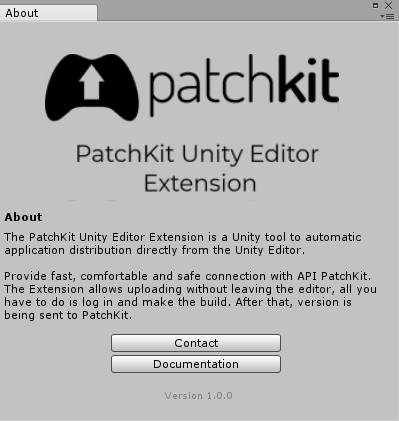 About
patchkit
PatchKit Unity Editor
Extension
About
The PatchKit Unity Editor Extension is a Unity tool to automatic
application distribution directly from the Unity Editor.
Provide fast, comfortable and safe connection with API PatchKit.
The Extension allows uploading without leaving the editor, all you
have to do is log in and make the build. After that, version is
being sent to PatchKit.
Contact
Documentation
Version 1.0.0